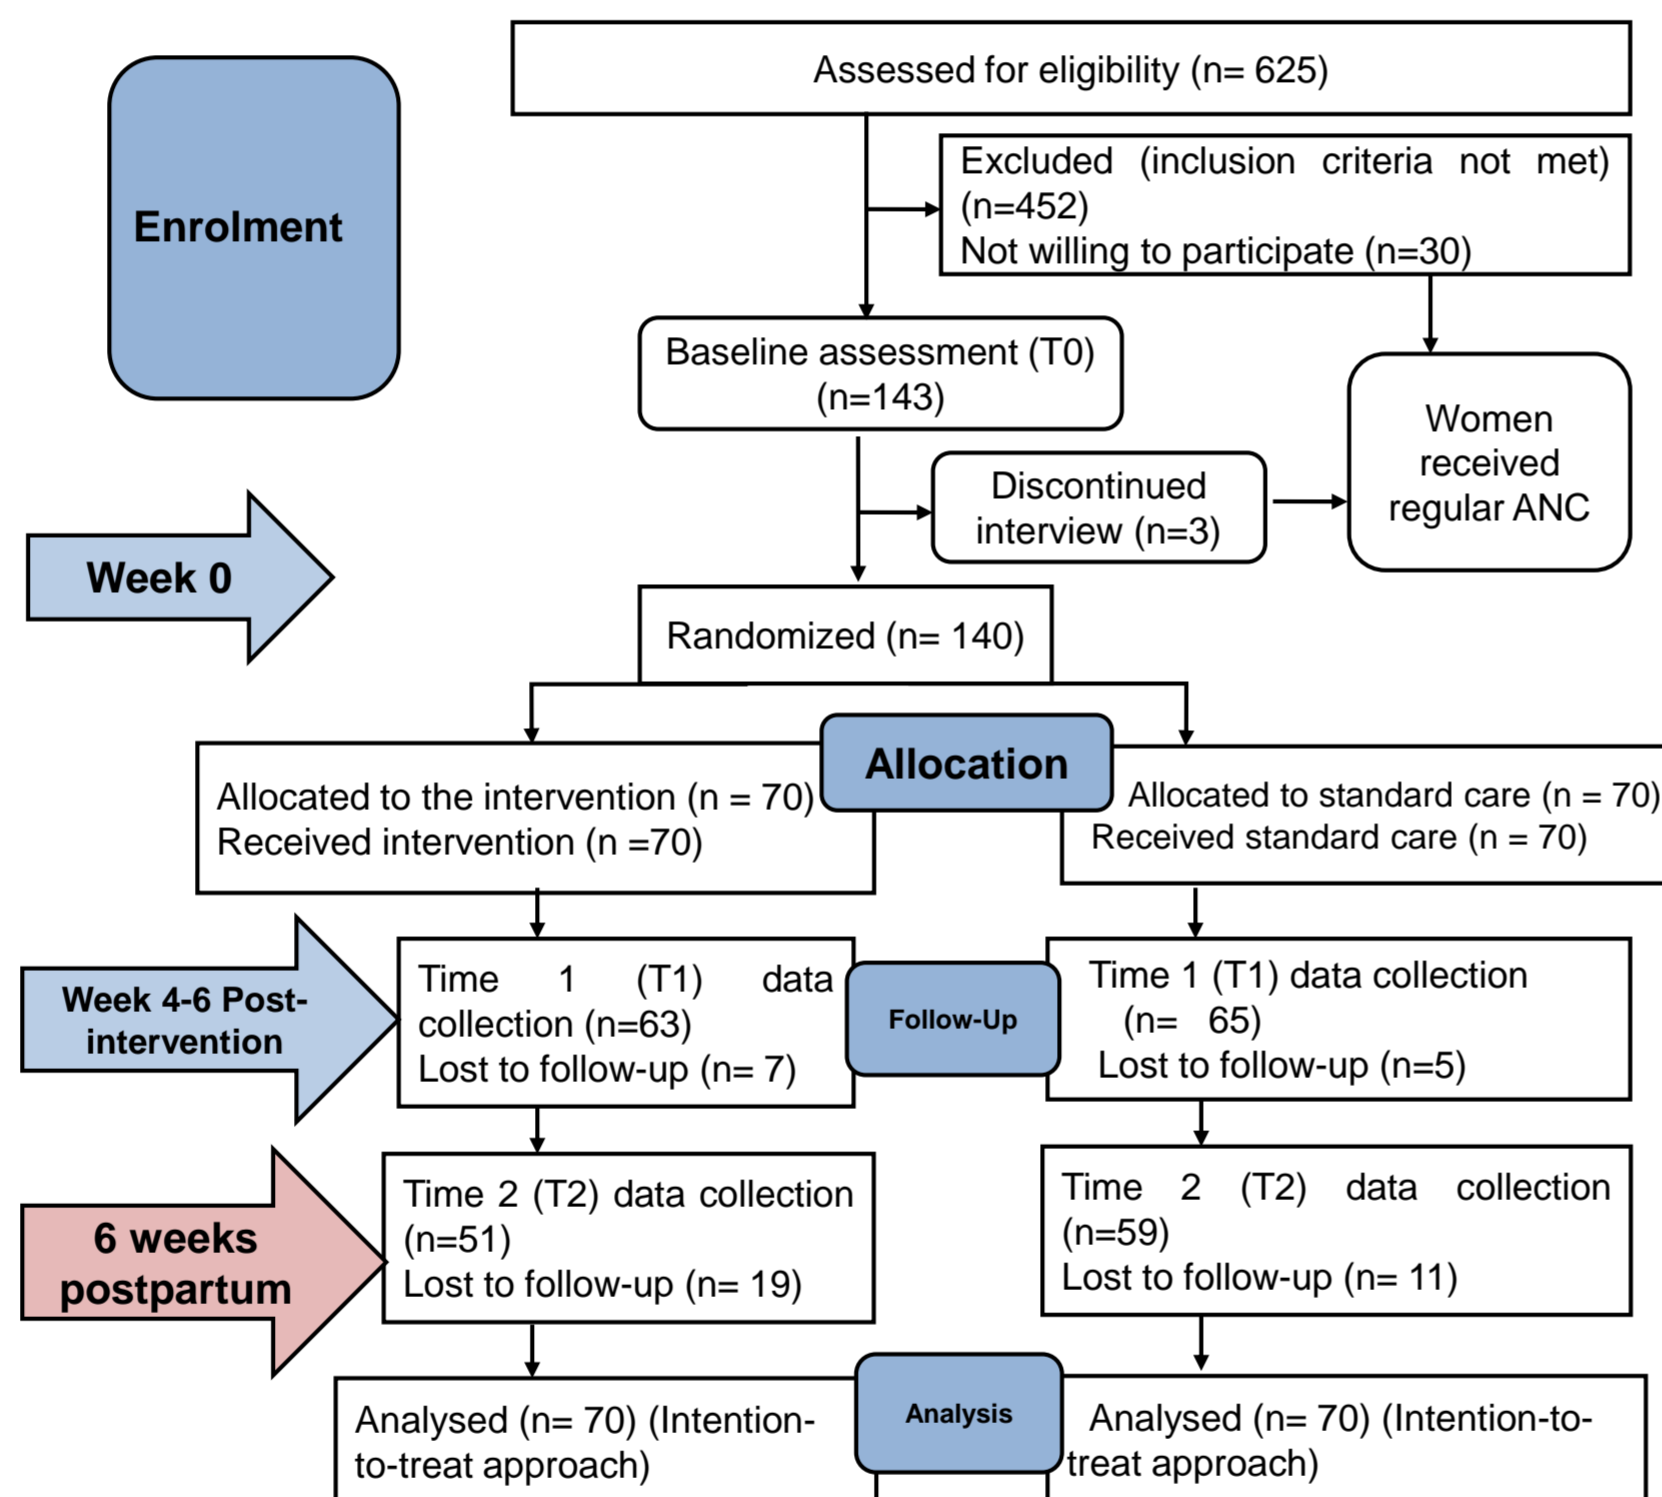 Assessed for eligibility (n= 625)
Enrolment
Excluded (inclusion criteria not met)
(n=452)
Not willing to participate (n=30)
Baseline assessment (T0)
(n=143)
Women
received
regular ANC
Discontinued
interview (n=3)
Week 0
Randomized (n= 140)
Allocation
Allocated to the intervention (n = 70)
Received intervention (n =70)
Allocated to standard care (n = 70)
Received standard care (n = 70)
Week 4-6 Post-
intervention
Time 1 (T1) data
collection (n=63)
Lost to follow-up (n= 7)
Follow-Up
Time 1 (T1) data collection
(n= 65)
Lost to follow-up (n=5)
6 weeks
postpartum
Time 2 (T2) data collection
(n=51)
Lost to follow-up (n= 19)
Time 2 (T2) data collection
(n=59)
Lost to follow-up (n= 11)
Analysis
Analysed (n= 70) (Intention-
to-treat approach)
Analysed (n= 70) (Intention-to-
treat approach)